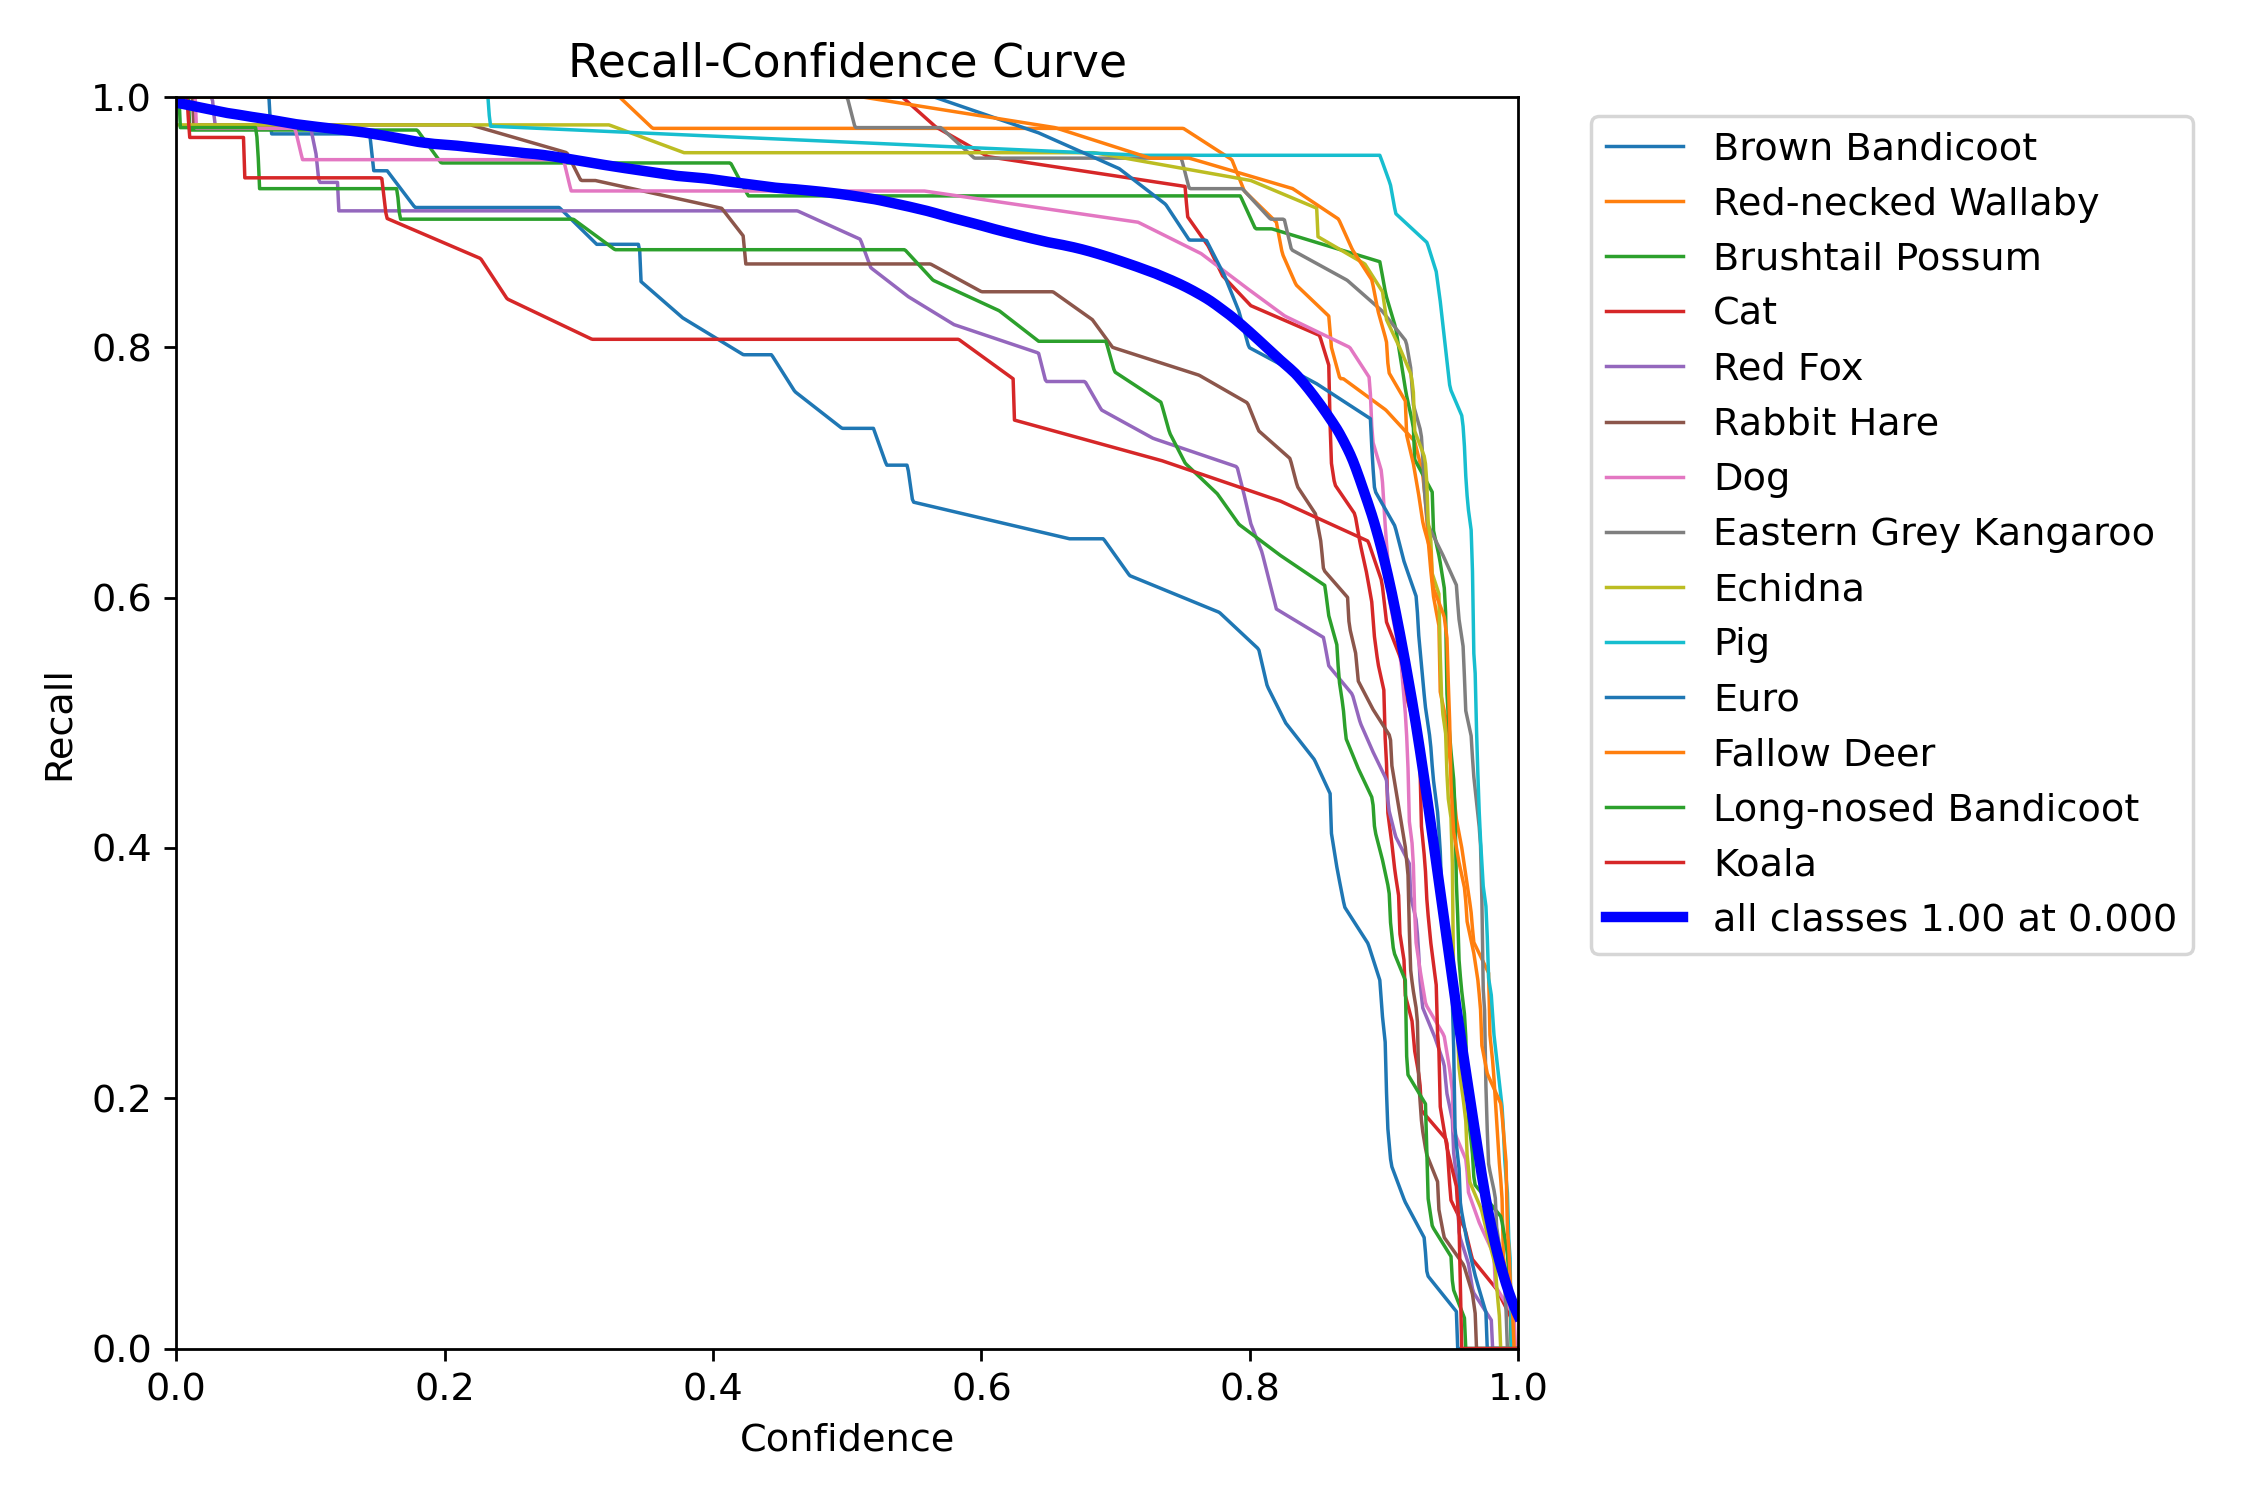 Recall-Confidence Curve
1.0
0.8
0.6
0.4
0.2
0.0
Recall
0.0 0.2 0.4 0.6 0.8 1.0
Confidence
Brown Bandicoot
Red-necked Wallaby
Brushtail Possum
Cat
Red Fox
Rabbit Hare
Dog
Eastern Grey Kangaroo
Echidna
Pig
Euro
Fallow Deer
Long-nosed Bandicoot
Koala
all classes 1.00 at 0.000